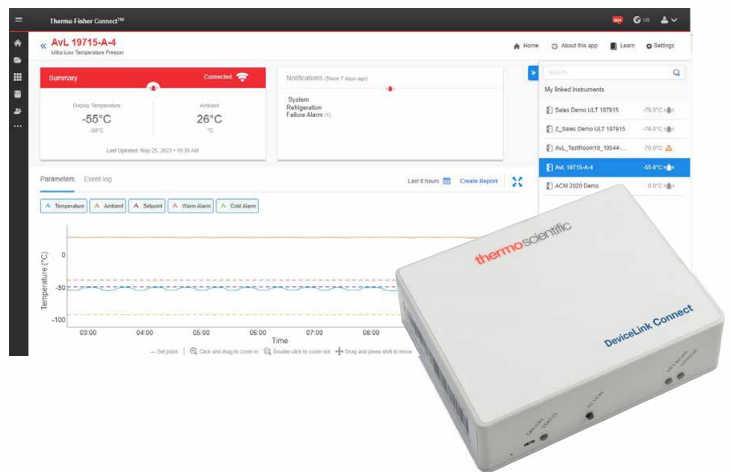 Thermo Fisher Connect™
US
AvL 19715-A-4
Ultra-Low Temperature Freezer
Home
About this app
Learn
Settings
Summary
Connected
Display Temperature
-55°C
Ambient
26°C
°C
Last Updated: May 25, 2021 • 10:36 AM
Notifications (Since 7 days ago)
System
Refrigeration
Failure Alarm (1)
Search
My linked instruments
Sales Demo ULT 187915
-79.0°C
Z_Sales Demo ULT 187915
-79.0°C
AvL_TestRoom10_19544-...
-70.0°C
AvL 19715-A-4
-55.0°C
ACM 2020 Demo
0.0°C
Parameters
Event log
Last 8 hours
Create Report
Temperature
Ambient
Setpoint
Warm Alarm
Cold Alarm
Temperature (°C)
0
-50
-100
03:00
04:00
05:00
06:00
07:00
08:00
Time
Set point
Click and drag to zoom in
Double click to zoom out
Drag and press shift to move
thermoscientific
DeviceLink Connect
ACTION
STATUS